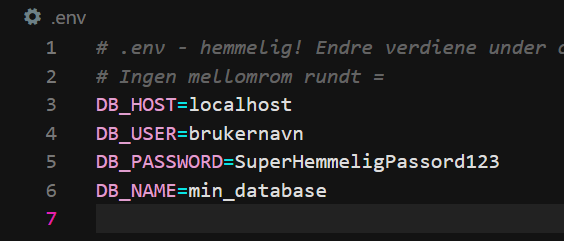 .env
1 # .env - hemmelig! Endre verdiene under
2 # Ingen mellomrom rundt =
3 DB_HOST=localhost
4 DB_USER=brukernavn
5 DB_PASSWORD=SuperHemmeligPassord123
6 DB_NAME=min_database
7